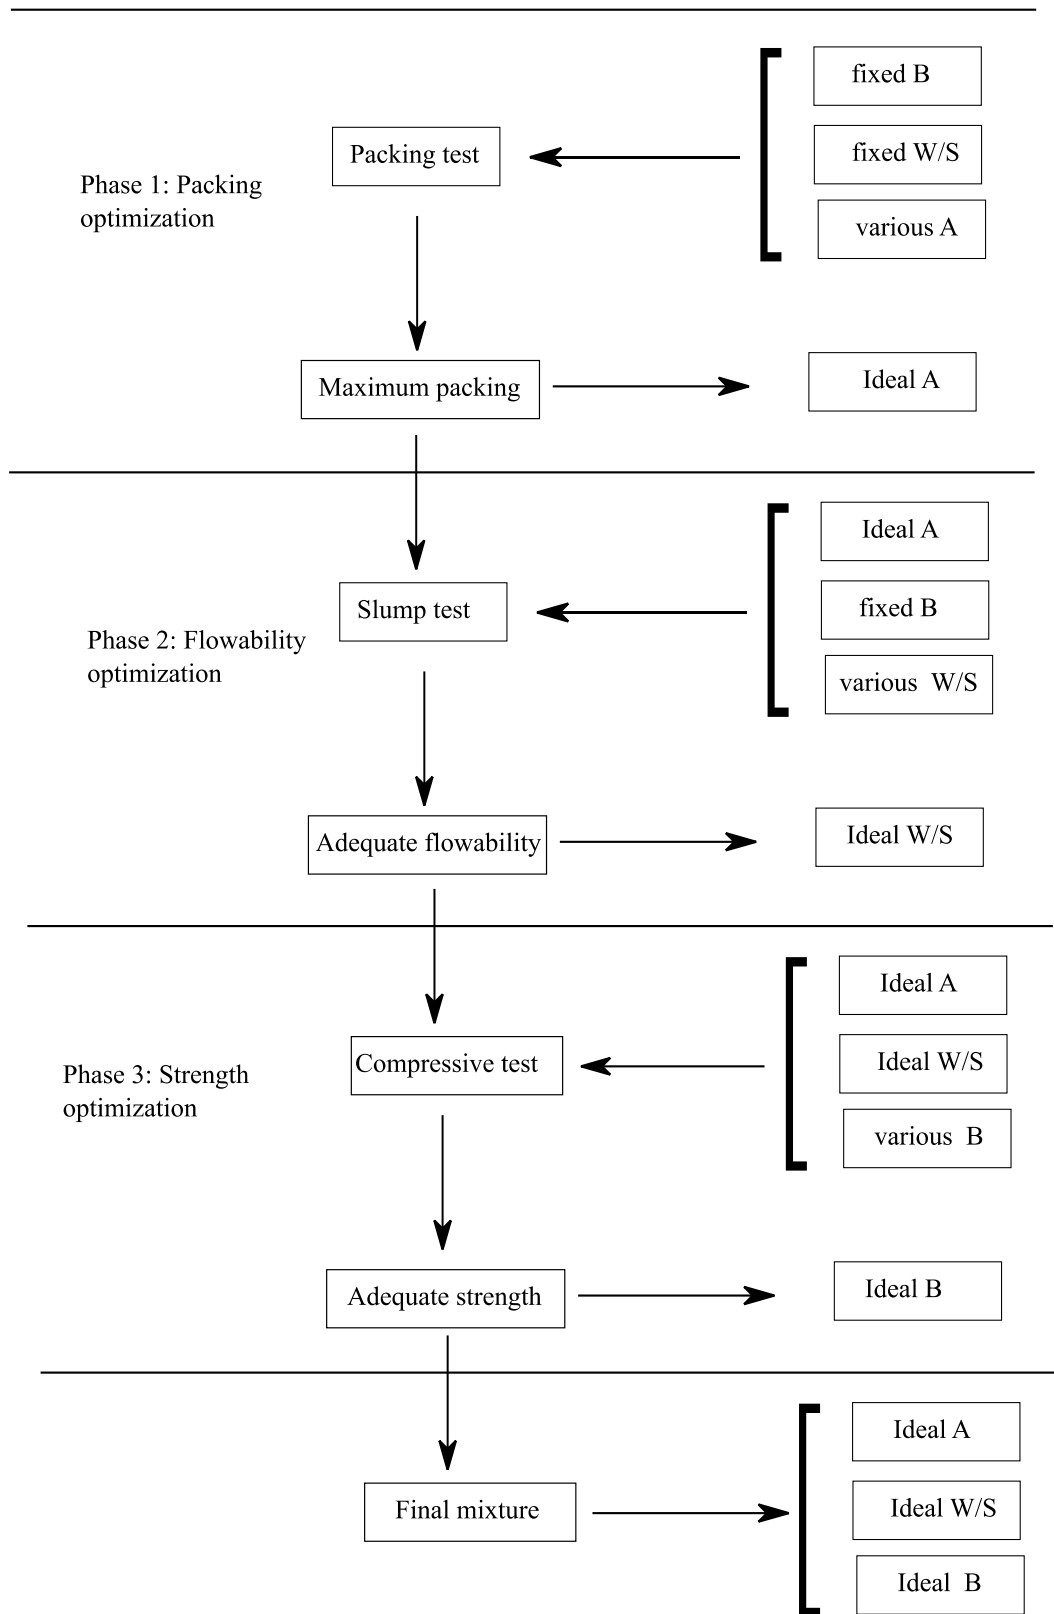 fixed B
Packing test
fixed W/S
Phase 1: Packing
optimization
various A
Maximum packing
Ideal A
Ideal A
Slump test
fixed B
Phase 2: Flowability
optimization
various  W/S
Adequate flowability
Ideal W/S
Ideal A
Compressive test
Ideal W/S
Phase 3: Strength
optimization
various  B
Adequate strength
Ideal B
Ideal A
Final mixture
Ideal W/S
Ideal  B